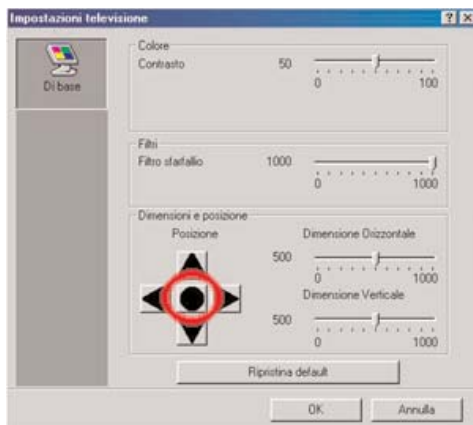 Impostazioni televisione
Di base
Colore
Contrasto 50
0 100
Filtri
Filtro sfarfallio 1000
0 1000
Dimensioni e posizione
Posizione Dimensione Orizzontale
500
0 1000
Dimensione Verticale
500
0 1000
Ripristina default
OK Annulla